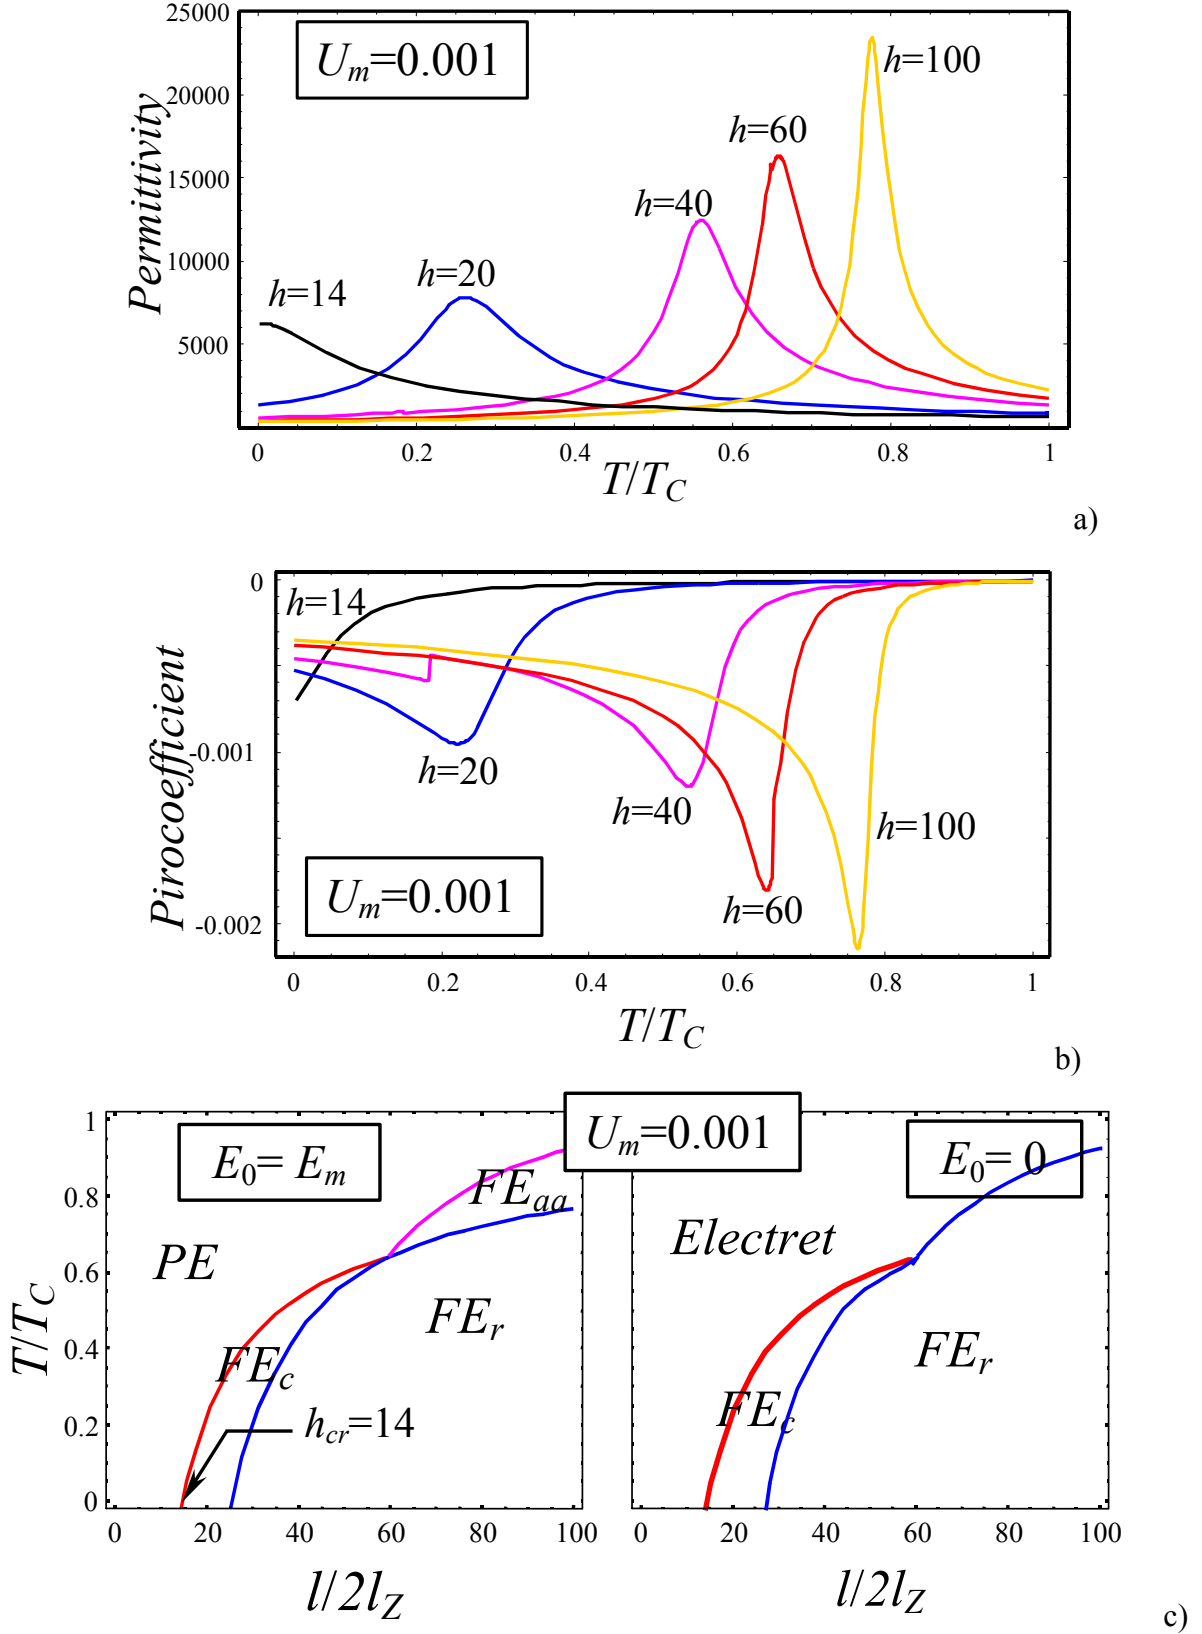 25000
20000
15000
10000
5000
Permittivity
U_m=0.001
h=14
h=20
h=40
h=60
h=100
0 0.2 0.4 0.6 0.8 1
T/T_C
a)
0
-0.001
-0.002
Pirocoefficient
h=14
h=20
h=40
h=60
h=100
U_m=0.001
0 0.2 0.4 0.6 0.8 1
T/T_C
b)
U_m=0.001
1
0.8
0.6
0.4
0.2
0
T/T_C
E_0= E_m
FE_aa
PE
FE_r
FE_c
h_cr=14
0 20 40 60 80 100
l/2l_Z
E_0= 0
Electret
FE_r
FE_c
0 20 40 60 80 100
l/2l_Z
c)